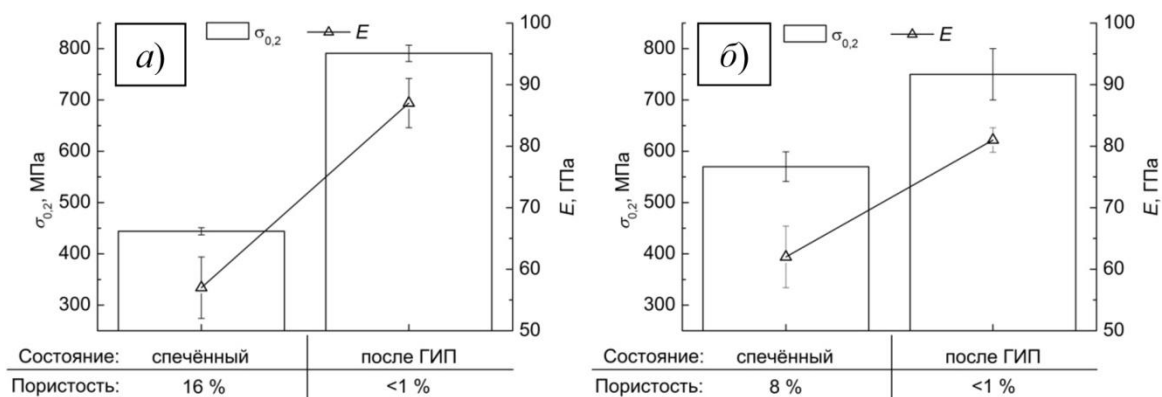 а)
σ0,2
E
100
800
90
700
80
600
σ0,2, МПа
E, ГПа
500
70
400
60
300
50
Состояние: спечённый после ГИП
Пористость: 16 % <1 %
б)
σ0,2
E
100
800
90
700
80
600
σ0,2, МПа
E, ГПа
500
70
400
60
300
50
Состояние: спечённый после ГИП
Пористость: 8 % <1 %